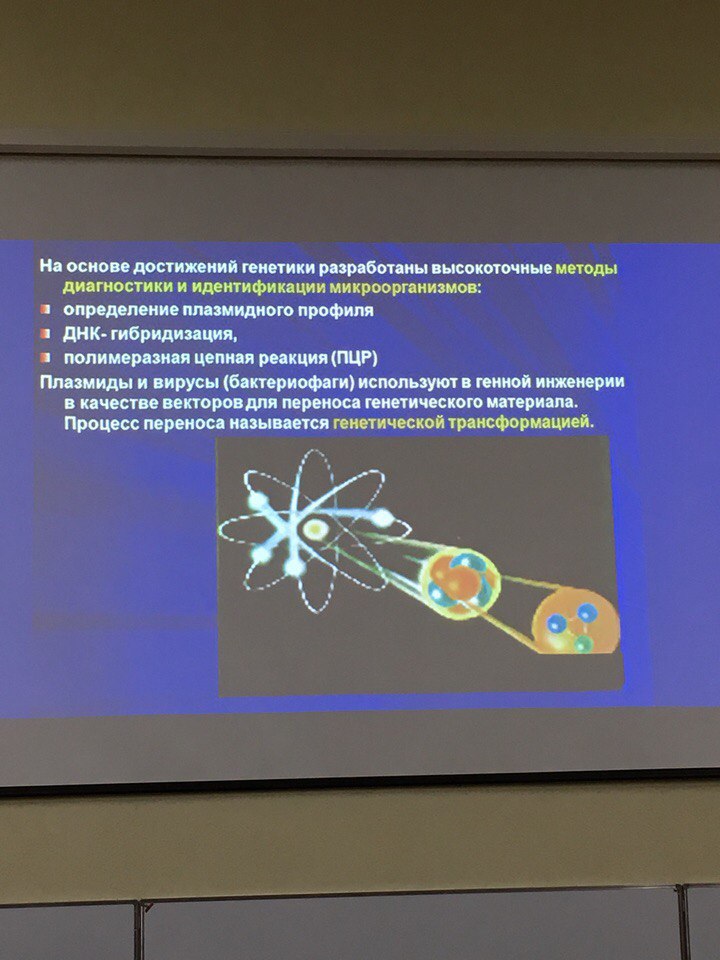 На основе достижений генетики разработаны высокоточные методы
диагностики и идентификации микроорганизмов:
определение плазмидного профиля
ДНК- гибридизация,
полимеразная цепная реакция (ПЦР)
Плазмиды и вирусы (бактериофаги) используют в генной инженерии
в качестве векторов для переноса генетического материала.
Процесс переноса называется генетической трансформацией.